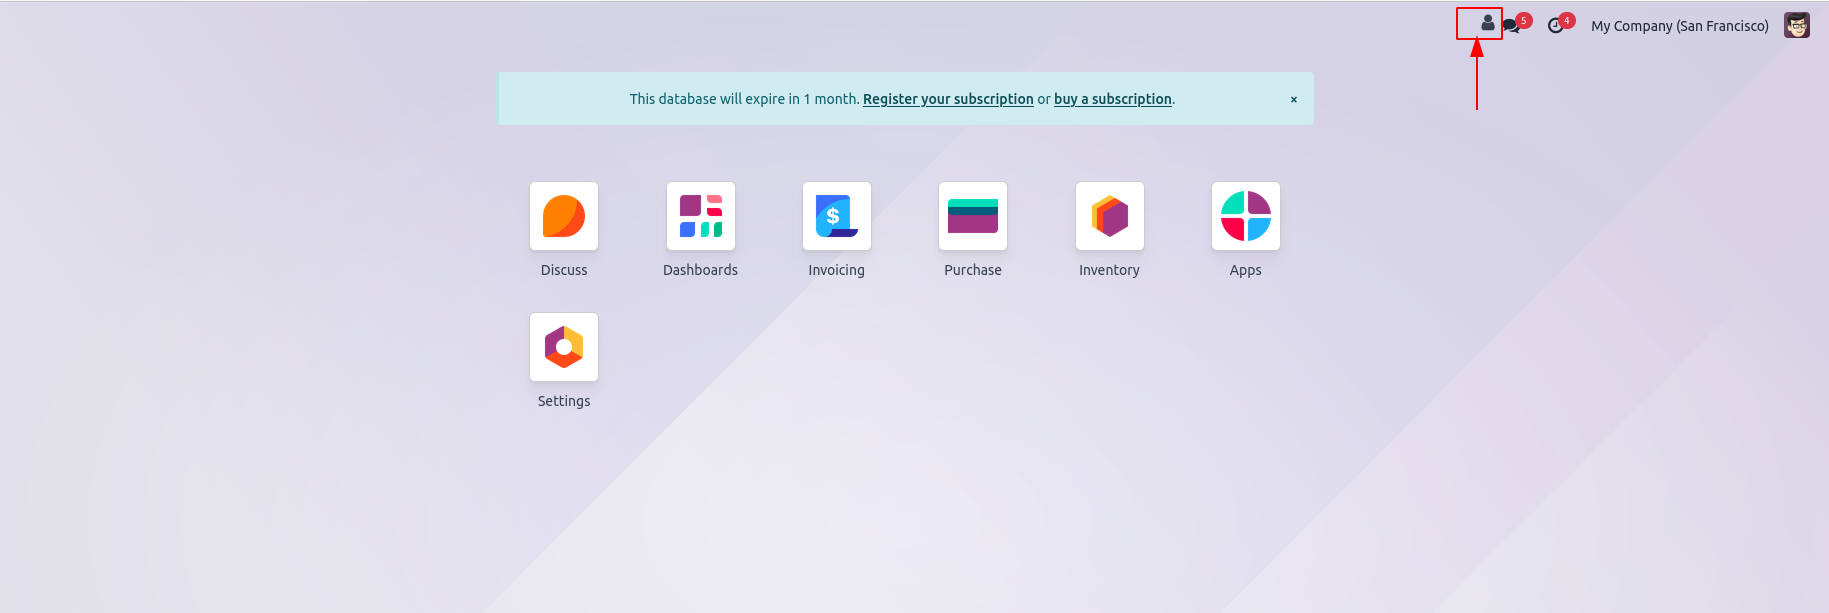 5
4
My Company (San Francisco)
This database will expire in 1 month. Register your subscription or buy a subscription.
×
Discuss
Dashboards
Invoicing
Purchase
Inventory
Apps
Settings